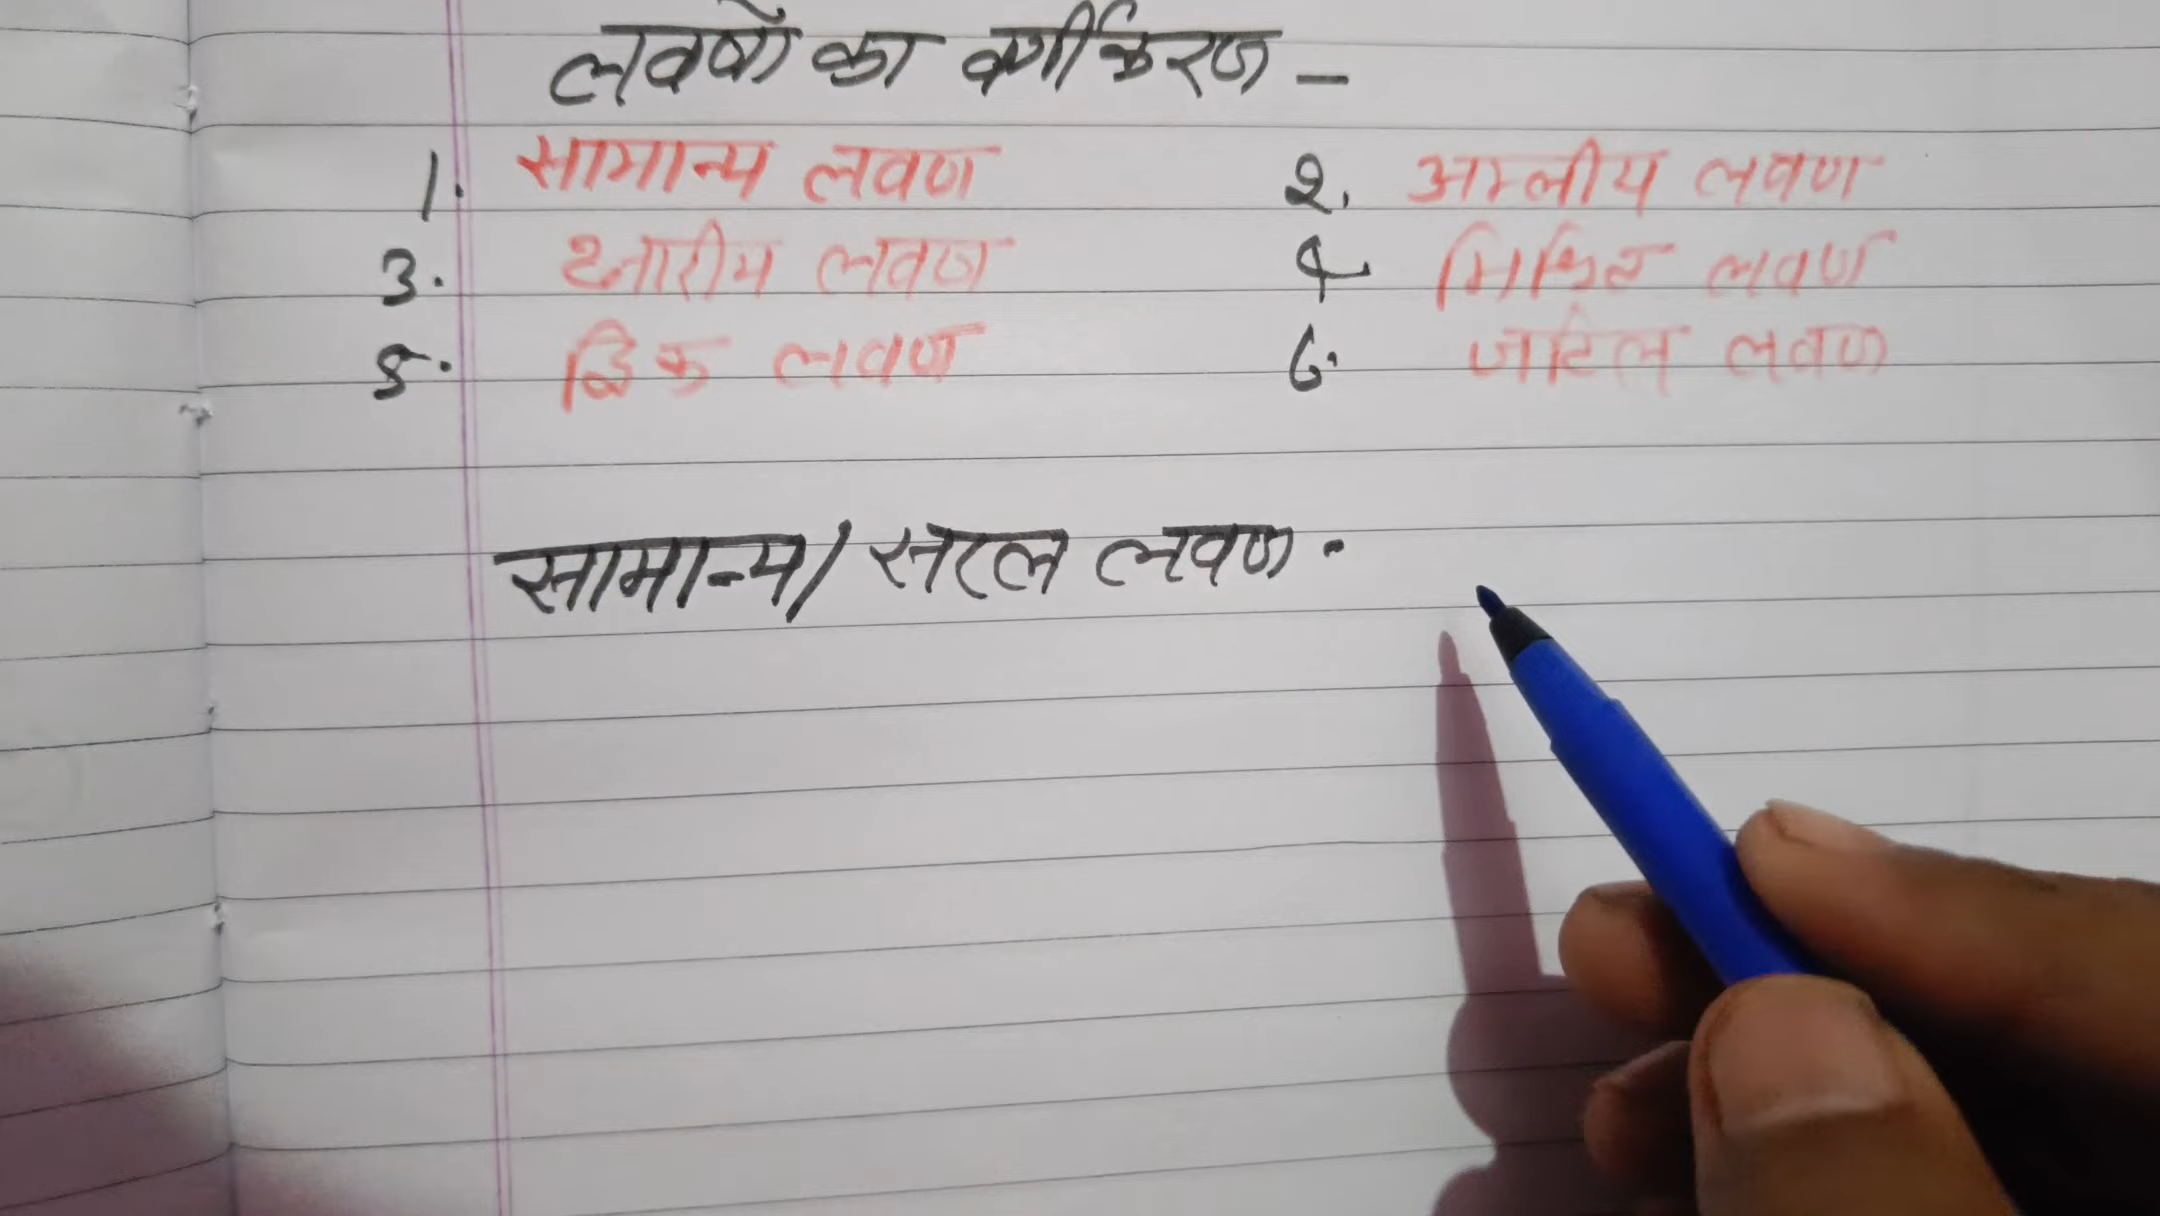 लवणों का वर्गीकरण –
1. सामान्य लवण 2. अम्लीय लवण
3. क्षारीय लवण 4 मिश्रित लवण
5. द्विक लवण 6. जटिल लवण
सामान्य/ सरल लवण -